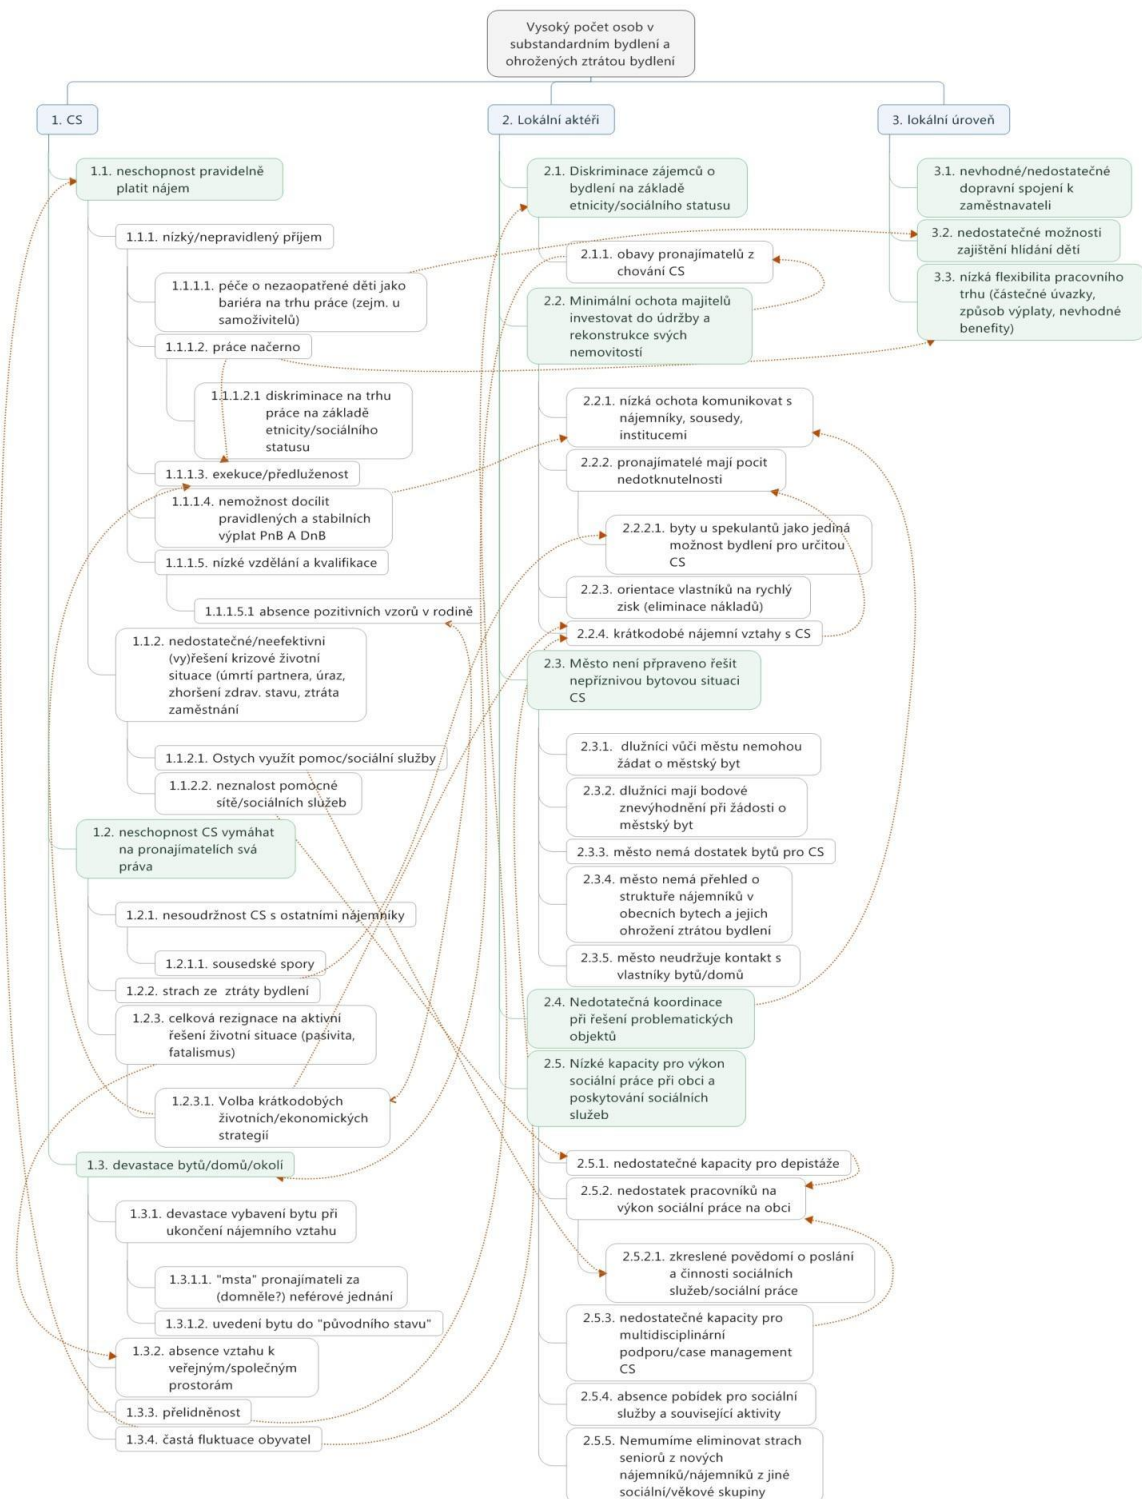 Vysoký počet osob v
substandardním bydlení a
ohrožených ztrátou bydlení
1. CS
1.1. neschopnost pravidelně
platit nájem
1.1.1. nízký/nepravidlený příjem
1.1.1.1. péče o nezaopatřené děti jako
bariéra na trhu práce (zejm. u
samoživitelů)
1.1.1.2. práce načerno
1.1.1.2.1 diskriminace na trhu
práce na základě
etnicity/sociálního
statusu
1.1.1.3. exekuce/předluženost
1.1.1.4. nemožnost docílit
pravidlených a stabilních
výplat PnB A DnB
1.1.1.5. nízké vzdělání a kvalifikace
1.1.1.5.1 absence pozitivních vzorů v rodině
1.1.2. nedostatečné/neefektivní
(vy)řešení krizové životní
situace (úmrtí partnera, úraz,
zhoršení zdrav. stavu, ztráta
zaměstnání
1.1.2.1. Ostych využít pomoc/sociální služby
1.1.2.2. neznalost pomocné
sítě/sociálních služeb
1.2. neschopnost CS vymáhat
na pronajímatelích svá
práva
1.2.1. nesoudržnost CS s ostatními nájemníky
1.2.1.1. sousedské spory
1.2.2. strach ze ztráty bydlení
1.2.3. celková rezignace na aktivní
řešení životní situace (pasivita,
fatalismus)
1.2.3.1. Volba krátkodobých
životních/ekonomických
strategií
1.3. devastace bytů/domů/okolí
1.3.1. devastace vybavení bytu při
ukončení nájemního vztahu
1.3.1.1. "msta" pronajímateli za
(domněle?) neférové jednání
1.3.1.2. uvedení bytu do "původního stavu"
1.3.2. absence vztahu k
veřejným/společným
prostorám
1.3.3. přelidněnost
1.3.4. častá fluktuace obyvatel
2. Lokální aktéři
2.1. Diskriminace zájemců o
bydlení na základě
etnicity/sociálního statusu
2.1.1. obavy pronajímatelů z
chování CS
2.2. Minimální ochota majitelů
investovat do údržby a
rekonstrukce svých
nemovitostí
2.2.1. nízká ochota komunikovat s
nájemníky, sousedy,
institucemi
2.2.2. pronajímatelé mají pocit
nedotknutelnosti
2.2.2.1. byty u spekulantů jako jediná
možnost bydlení pro určitou
CS
2.2.3. orientace vlastníků na rychlý
zisk (eliminace nákladů)
2.2.4. krátkodobé nájemní vztahy s CS
2.3. Město není přpraveno řešit
nepříznivou bytovou situaci
CS
2.3.1. dlužníci vůči městu nemohou
žádat o městský byt
2.3.2. dlužníci mají bodové
znevýhodnění při žádosti o
městský byt
2.3.3. město nemá dostatek bytů pro CS
2.3.4. město nemá přehled o
struktuře nájemníků v
obecních bytech a jejich
ohrožení ztrátou bydlení
2.3.5. město neudržuje kontakt s
vlastníky bytů/domů
2.4. Nedotatečná koordinace
při řešení problematických
objektů
2.5. Nízké kapacity pro výkon
sociální práce při obci a
poskytování sociálních
služeb
2.5.1. nedostatečné kapacity pro depistáže
2.5.2. nedostatek pracovníků na
výkon sociální práce na obci
2.5.2.1. zkreslené povědomí o poslání
a činnosti sociálních
služeb/sociální práce
2.5.3. nedostatečné kapacity pro
multidisciplinární
podporu/case management
CS
2.5.4. absence pobídek pro sociální
služby a související aktivity
2.5.5. Nemumíme eliminovat strach
seniorů z nových
nájemníků/nájemníků z jiné
sociální/věkové skupiny
3. lokální úroveň
3.1. nevhodné/nedostatečné
dopravní spojení k
zaměstnavateli
3.2. nedostatečné možnosti
zajištění hlídání dětí
3.3. nízká flexibilita pracovního
trhu (částečné úvazky,
způsob výplaty, nevhodné
benefity)